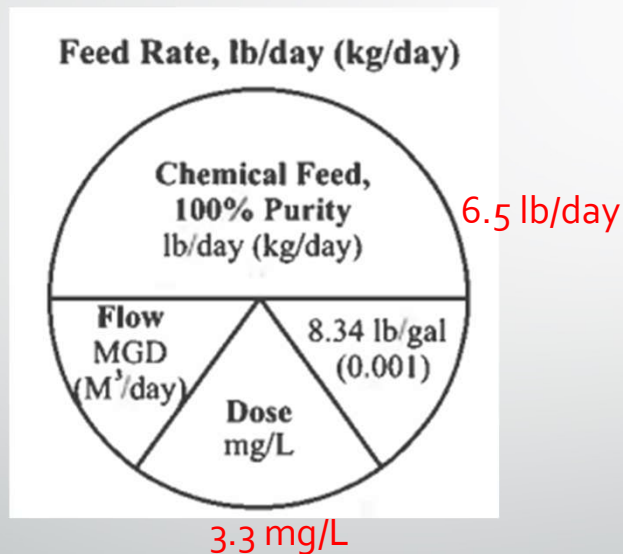 Feed Rate, lb/day (kg/day)
Chemical Feed,
100% Purity
lb/day (kg/day)
6.5 lb/day
Flow
MGD
(M³/day)
8.34 lb/gal
(0.001)
Dose
mg/L
3.3 mg/L